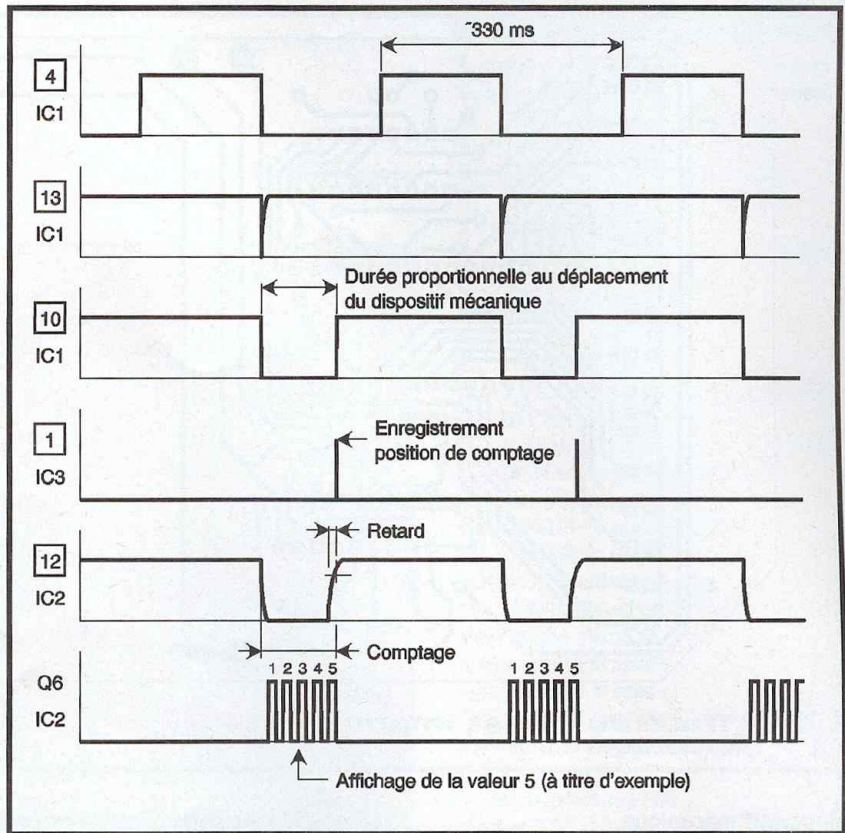 ~330 ms
4
IC1
13
IC1
Durée proportionnelle au déplacement
du dispositif mécanique
10
IC1
Enregistrement
position de comptage
1
IC3
Retard
12
IC2
Comptage
1 2 3 4 5
1 2 3 4 5
Q6
IC2
Affichage de la valeur 5 (à titre d'exemple)